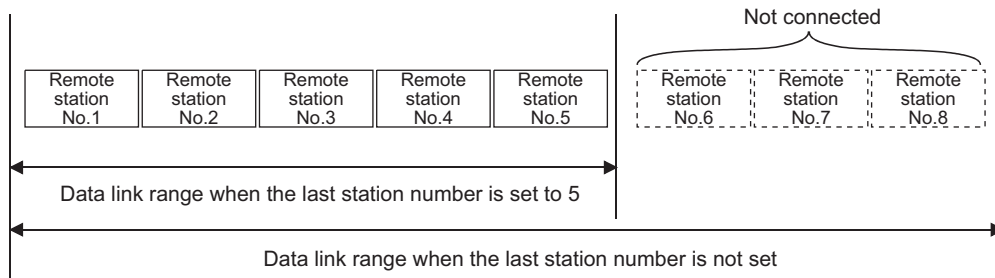 Not connected
Remote
station
No.1
Remote
station
No.2
Remote
station
No.3
Remote
station
No.4
Remote
station
No.5
Remote
station
No.6
Remote
station
No.7
Remote
station
No.8
Data link range when the last station number is set to 5
Data link range when the last station number is not set